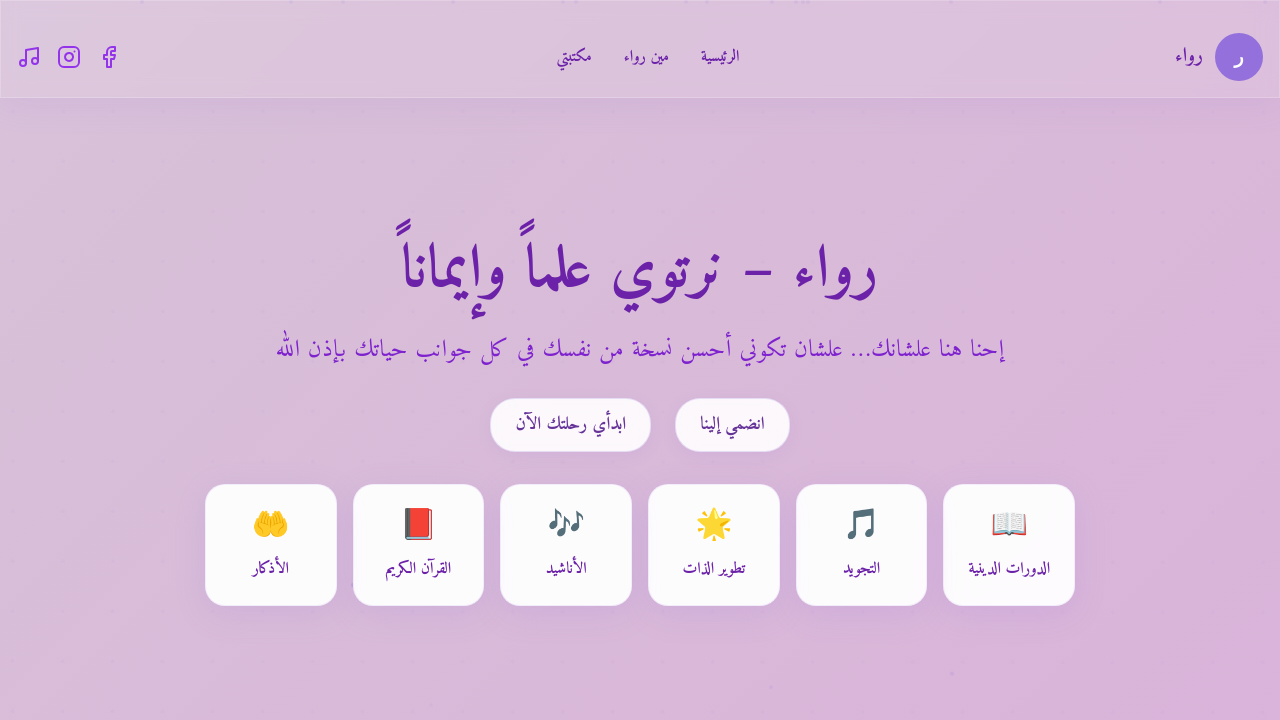 ر
رواء
الرئيسية
مين رواء
مكتبتي
رواء – نرتوي علماً وإيماناً
إحنا هنا علشانك... علشان تكوني أحسن نسخة من نفسك في كل جوانب حياتك بإذن الله
انضمي إلينا
ابدأي رحلتك الآن
الدورات الدينية
التجويد
تطوير الذات
الأناشيد
القرآن الكريم
الأذكار